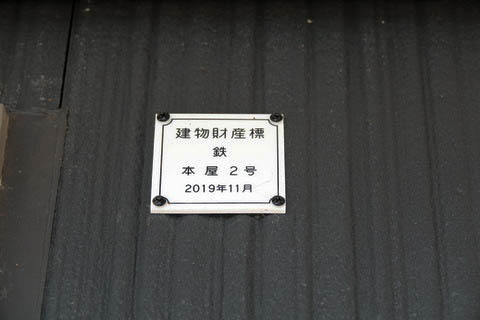 建物財産標
鉄
本屋 2号
2019年11月